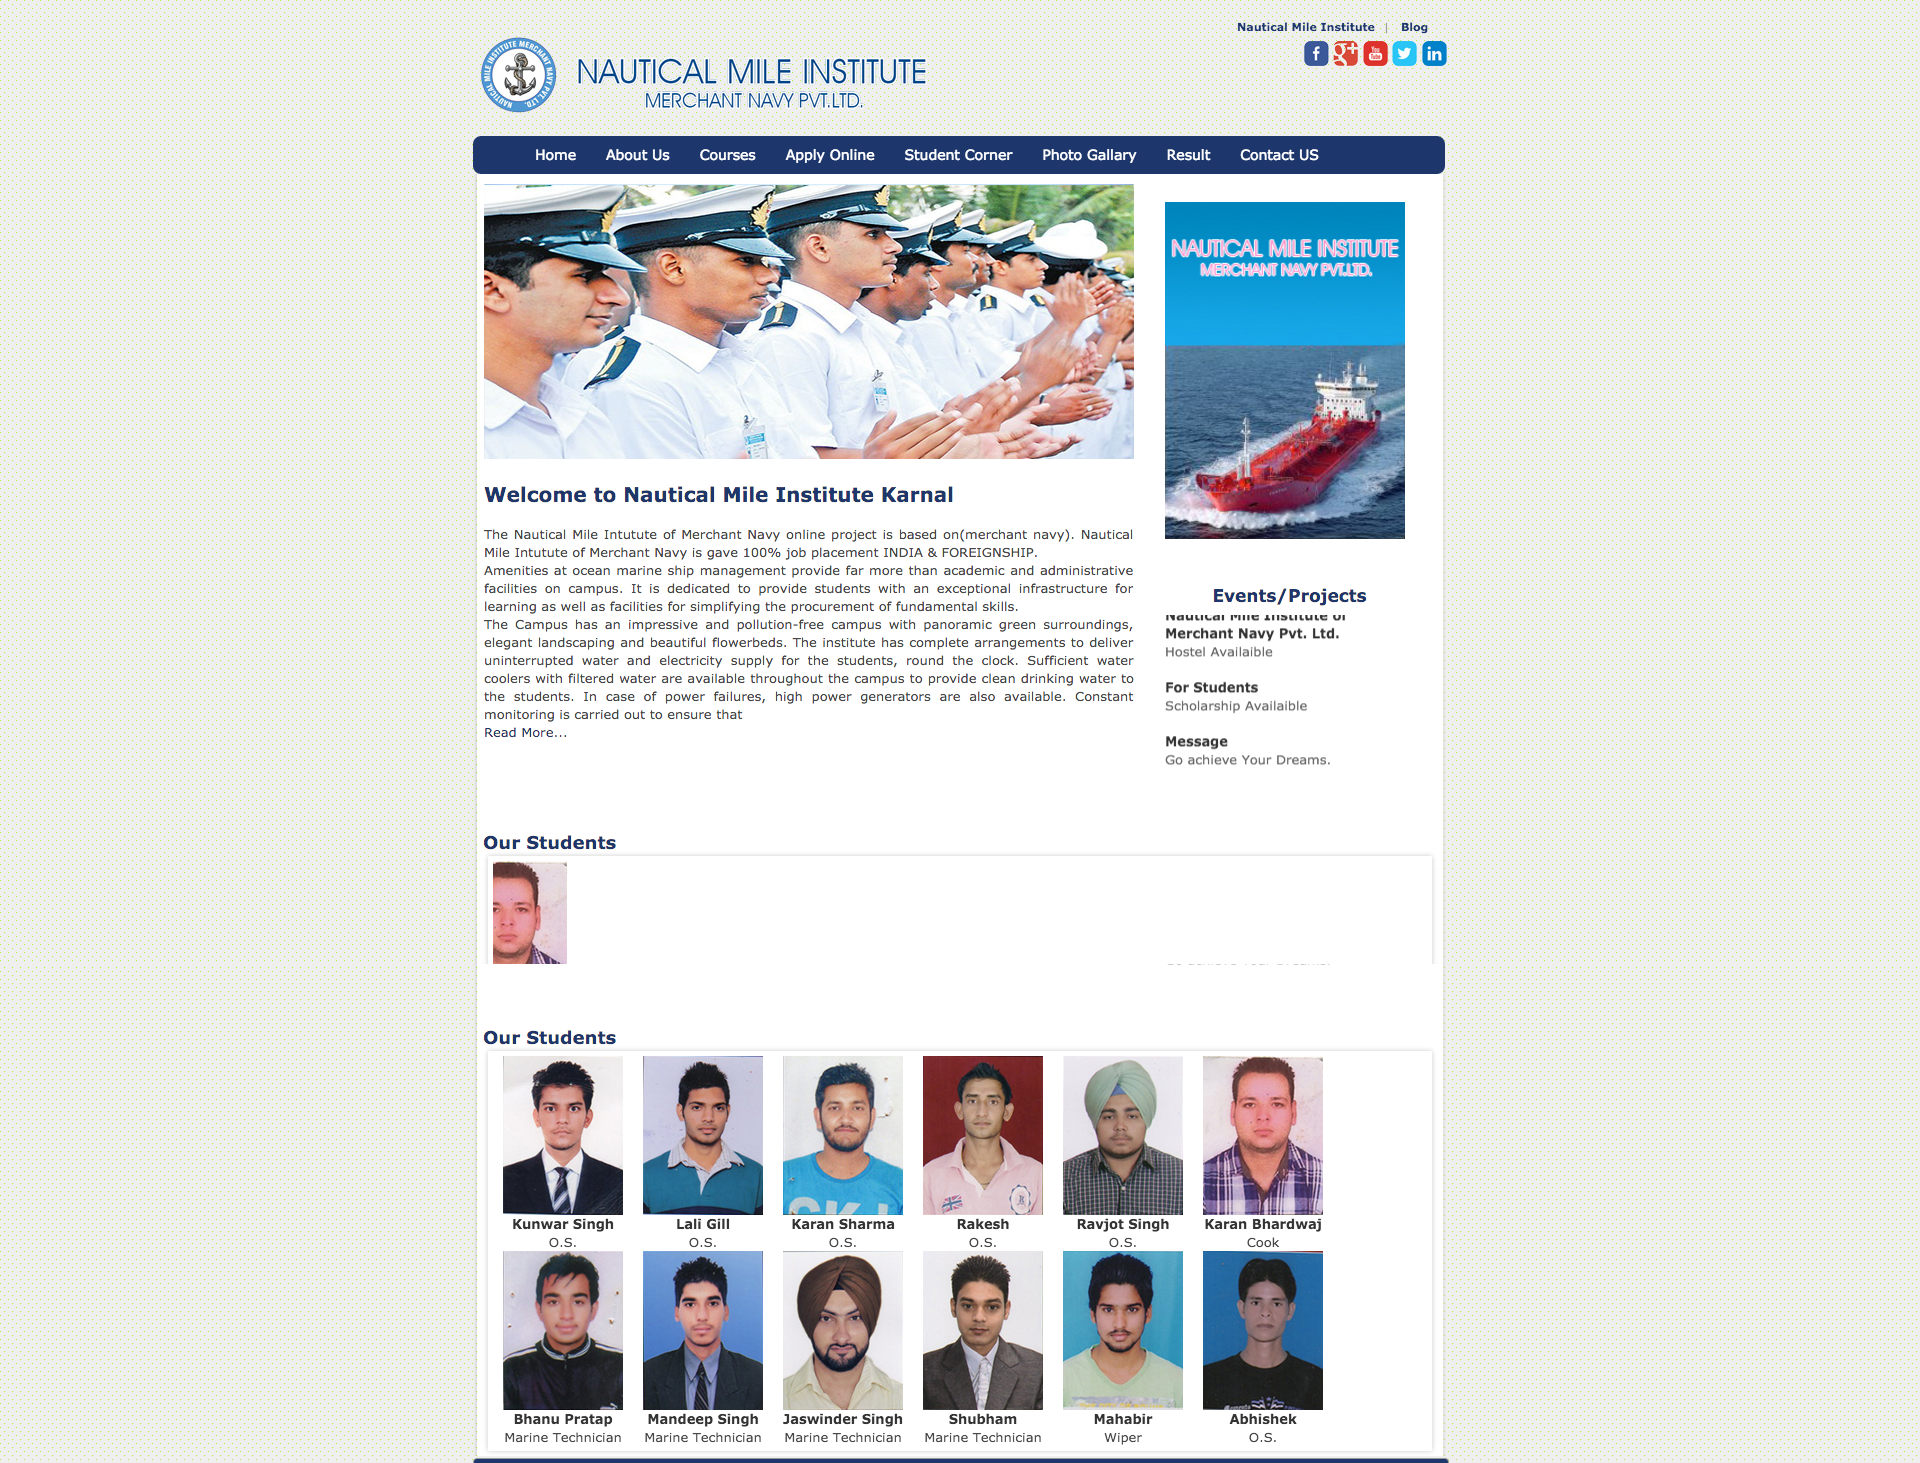 Nautical Mile Institute | Blog
NAUTICAL MILE INSTITUTE MERCHANT NAVY PVT. LTD.
NAUTICAL MILE INSTITUTE
MERCHANT NAVY PVT.LTD.
Home About Us Courses Apply Online Student Corner Photo Gallary Result Contact US
NAUTICAL MILE INSTITUTE
MERCHANT NAVY PVT.LTD.
Welcome to Nautical Mile Institute Karnal
The Nautical Mile Intutute of Merchant Navy online project is based on(merchant navy). Nautical
Mile Intutute of Merchant Navy is gave 100% job placement INDIA & FOREIGNSHIP.
Amenities at ocean marine ship management provide far more than academic and administrative
facilities on campus. It is dedicated to provide students with an exceptional infrastructure for
learning as well as facilities for simplifying the procurement of fundamental skills.
The Campus has an impressive and pollution-free campus with panoramic green surroundings,
elegant landscaping and beautiful flowerbeds. The institute has complete arrangements to deliver
uninterrupted water and electricity supply for the students, round the clock. Sufficient water
coolers with filtered water are available throughout the campus to provide clean drinking water to
the students. In case of power failures, high power generators are also available. Constant
monitoring is carried out to ensure that
Read More...
Events/Projects
Nautical Mile Institute of
Merchant Navy Pvt. Ltd.
Hostel Availaible
For Students
Scholarship Availaible
Message
Go achieve Your Dreams.
Our Students
Our Students
Kunwar Singh Lali Gill Karan Sharma Rakesh Ravjot Singh Karan Bhardwaj
O.S. O.S. O.S. O.S. O.S. Cook
Bhanu Pratap Mandeep Singh Jaswinder Singh Shubham Mahabir Abhishek
Marine Technician Marine Technician Marine Technician Marine Technician Wiper O.S.